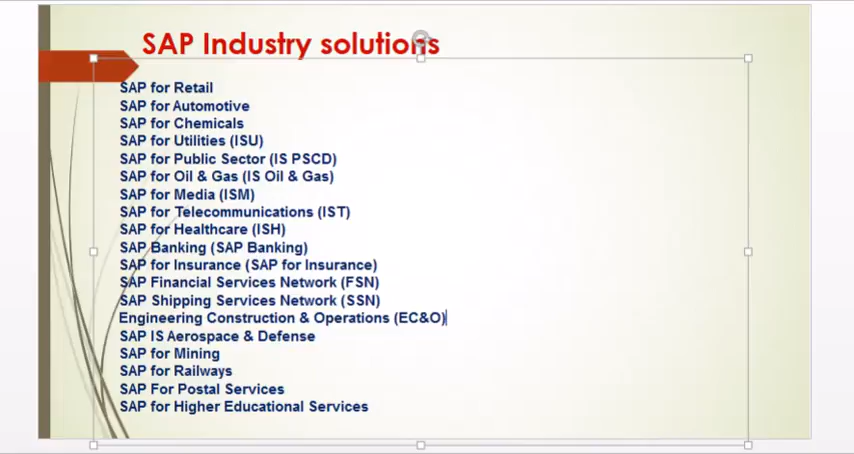 SAP Industry solutions
SAP for Retail
SAP for Automotive
SAP for Chemicals
SAP for Utilities (ISU)
SAP for Public Sector (IS PSCD)
SAP for Oil & Gas (IS Oil & Gas)
SAP for Media (ISM)
SAP for Telecommunications (IST)
SAP for Healthcare (ISH)
SAP Banking (SAP Banking)
SAP for Insurance (SAP for Insurance)
SAP Financial Services Network (FSN)
SAP Shipping Services Network (SSN)
Engineering Construction & Operations (EC&O)
SAP IS Aerospace & Defense
SAP for Mining
SAP for Railways
SAP For Postal Services
SAP for Higher Educational Services